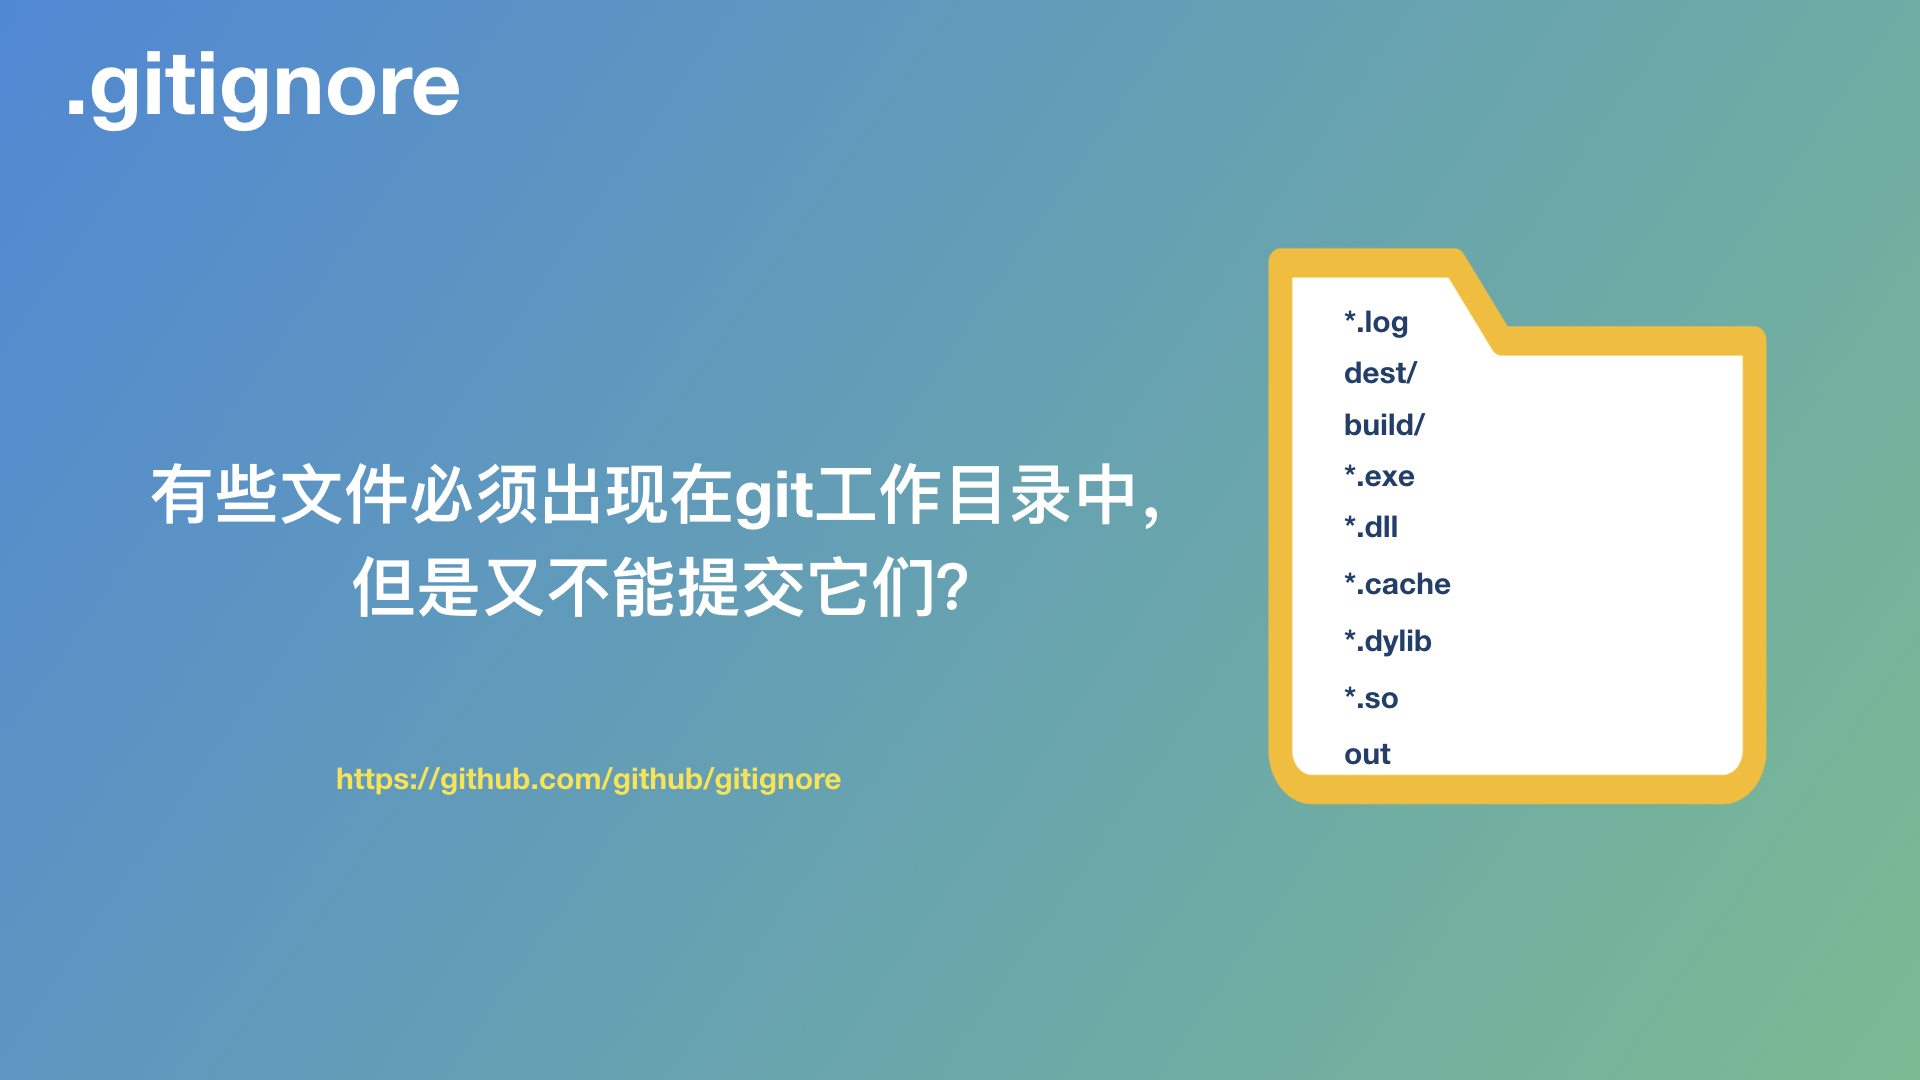 .gitignore
有些文件必须出现在git工作目录中，
但是又不能提交它们？
https://github.com/github/gitignore
*.log
dest/
build/
*.exe
*.dll
*.cache
*.dylib
*.so
out